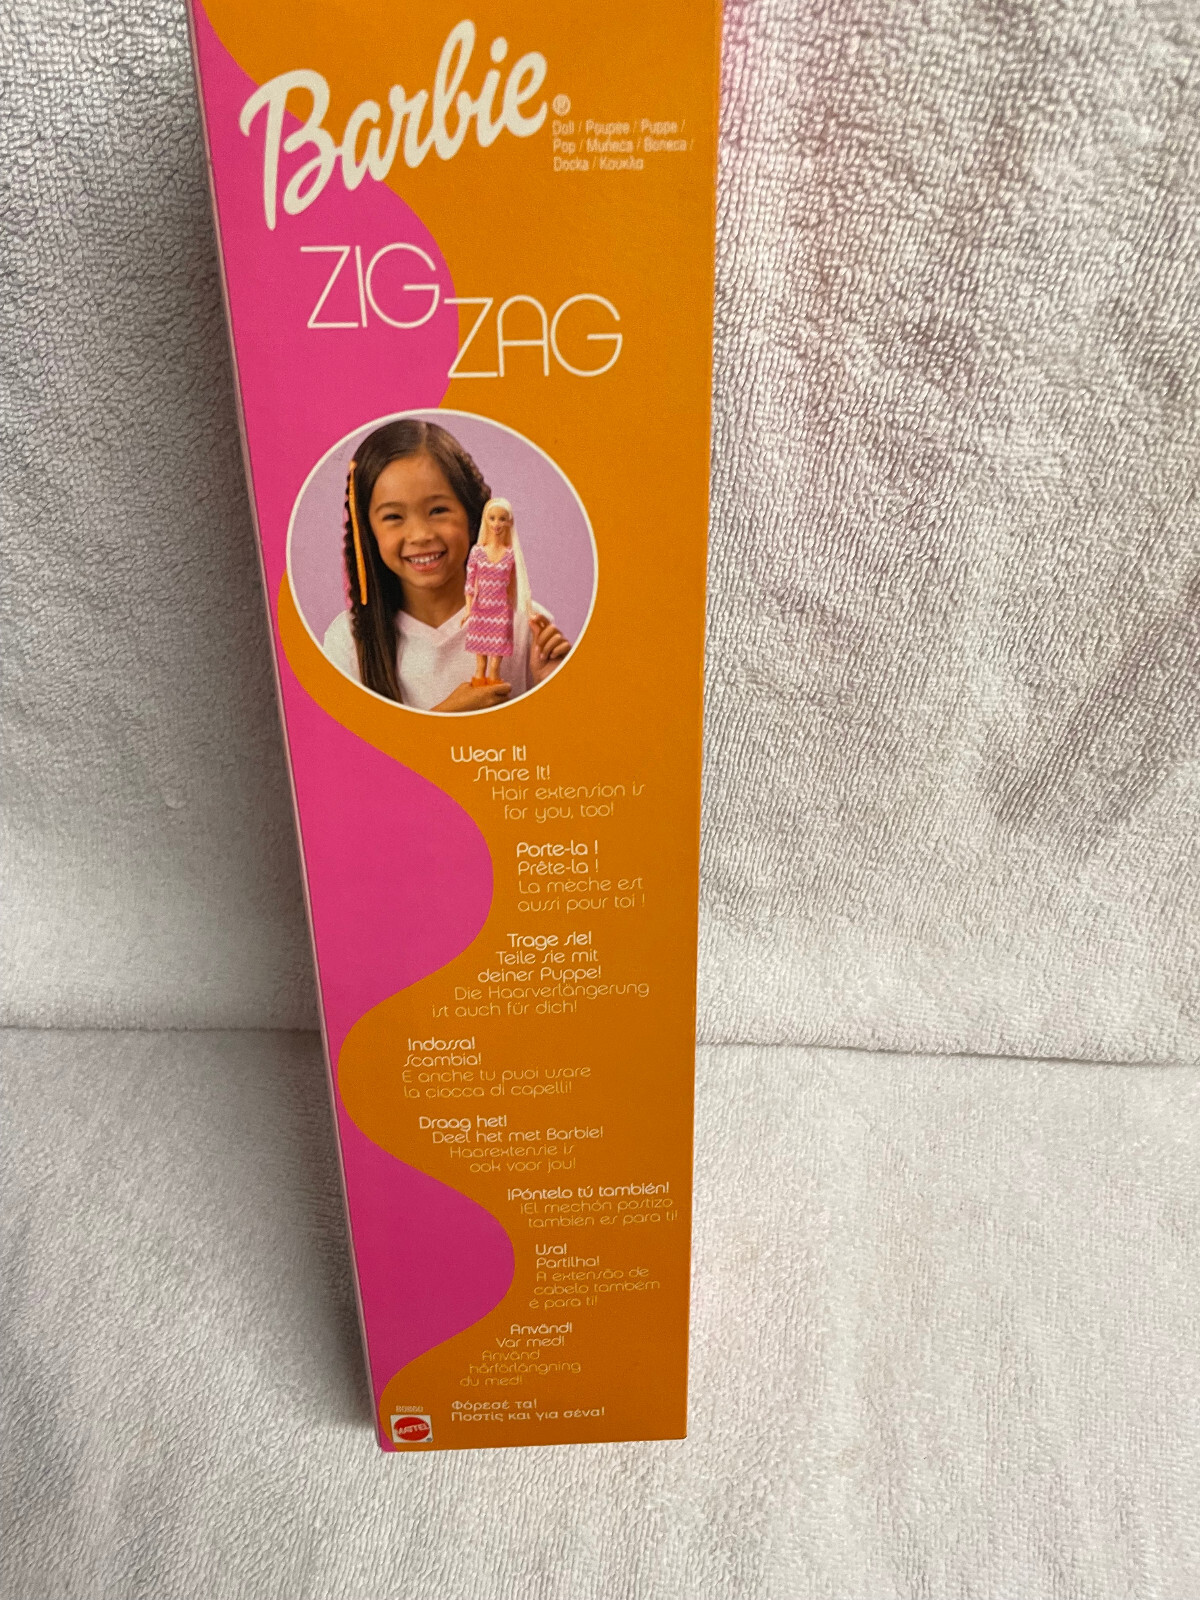 Barbie®
Doll / Poupée / Puppe /
Pop / Muñeca / Boneca /
Docka / Κουκλα
ZIG
ZAG
Wear It!
Share It!
Hair extension is
for you, too!
Porte-la !
Prête-la !
La mèche est
aussi pour toi !
Trage sie!
Teile sie mit
deiner Puppe!
Die Haarverlängerung
ist auch für dich!
Indossa!
Scambia!
E anche tu puoi usare
la ciocca di capelli!
Draag het!
Deel het met Barbie!
Haarextensie is
ook voor jou!
¡Póntelo tú también!
¡El mechón postizo
también es para ti!
Usa!
Partilha!
A extensão de
cabelo também
é para ti!
Använd!
Var med!
Använd
hårförlängning
du med!
Φόρεσέ τα!
Ποστίς και για σένα!
MATTEL